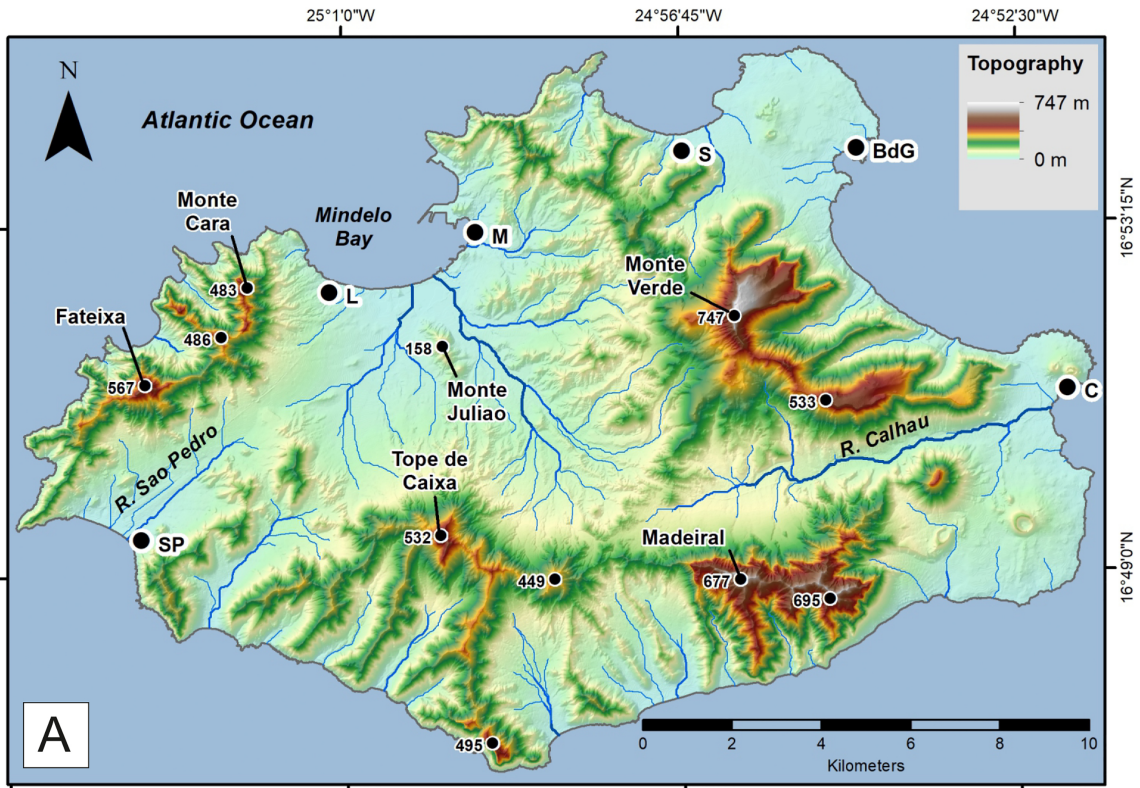 25°1'0"W
24°56'45"W
24°52'30"W
N
Atlantic Ocean
Topography
747 m
0 m
S
BdG
Monte
Cara
Mindelo
Bay
M
16°53'15"N
Monte
Verde
483
L
Fateixa
747
486
158
567
Monte
Juliao
533
C
R. Calhau
R. Sao Pedro
Tope de
Caixa
532
SP
Madeiral
449
677
16°49'0"N
695
A
495
0
2
4
6
8
10
Kilometers